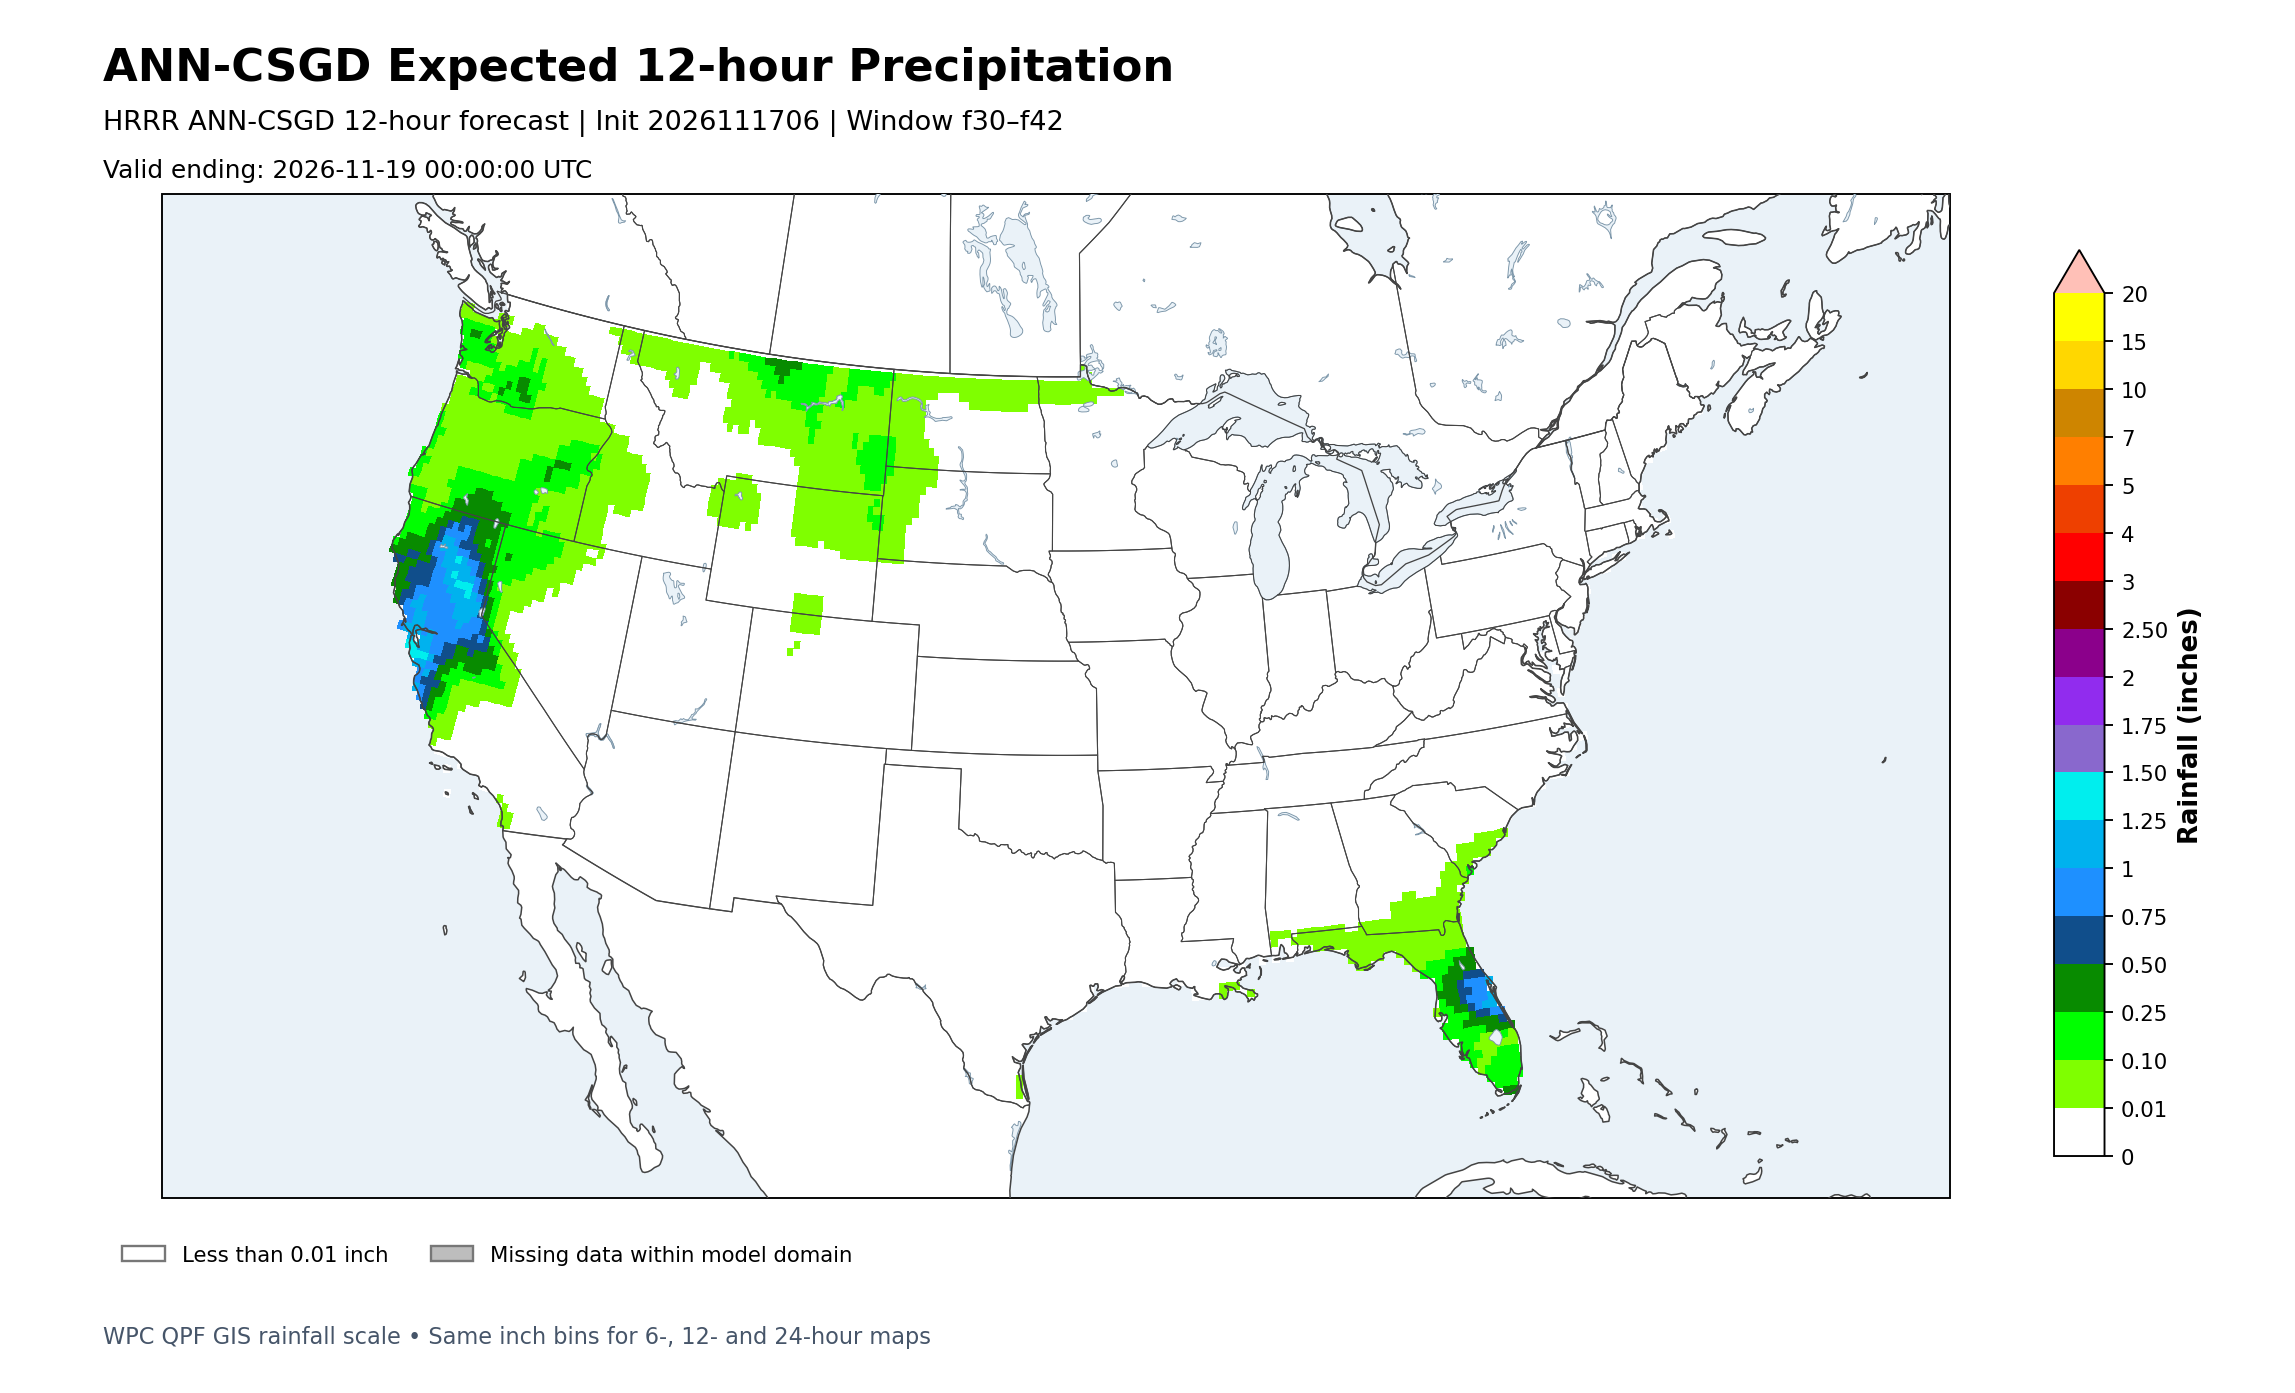 ANN-CSGD Expected 12-hour Precipitation
HRRR ANN-CSGD 12-hour forecast | Init 2026111706 | Window f30–f42
Valid ending: 2026-11-19 00:00:00 UTC
20
15
10
7
5
4
3
2.50
2
1.75
1.50
1.25
1
0.75
0.50
0.25
0.10
0.01
0
Rainfall (inches)
Less than 0.01 inch
Missing data within model domain
WPC QPF GIS rainfall scale • Same inch bins for 6-, 12- and 24-hour maps